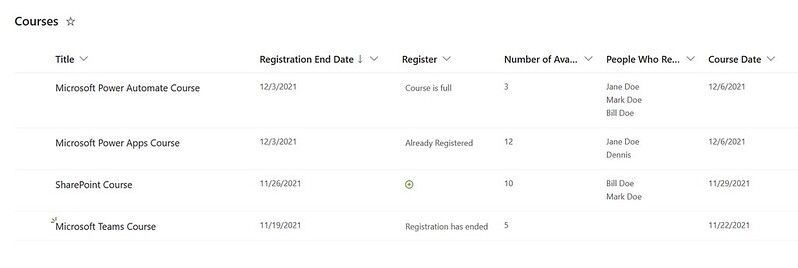 Courses
Title Registration End Date Register Number of Ava... People Who Re... Course Date
Microsoft Power Automate Course 12/3/2021 Course is full 3 Jane Doe 12/6/2021
Mark Doe
Bill Doe
Microsoft Power Apps Course 12/3/2021 Already Registered 12 Jane Doe 12/6/2021
Dennis
SharePoint Course 11/26/2021 10 Bill Doe 11/29/2021
Mark Doe
Microsoft Teams Course 11/19/2021 Registration has ended 5 11/22/2021